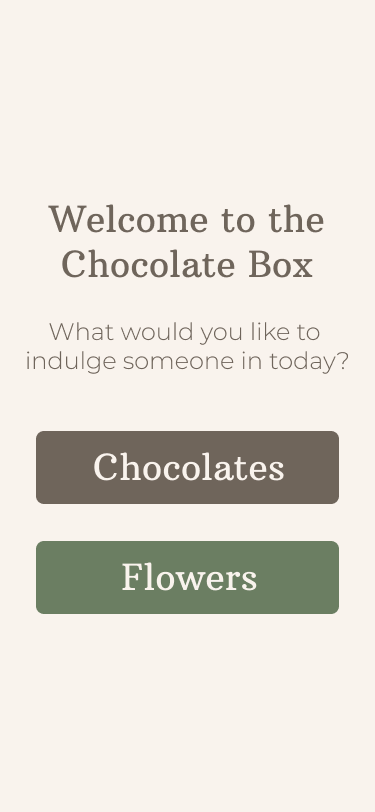 Welcome to the
Chocolate Box
What would you like to
indulge someone in today?
Chocolates
Flowers